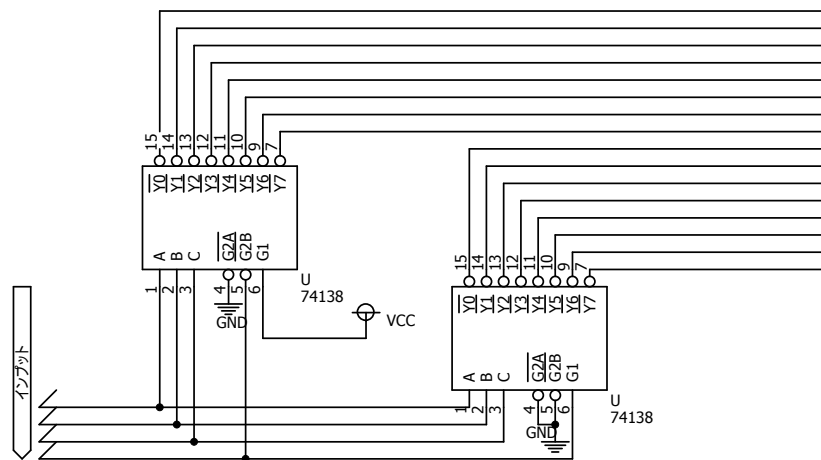 15 14 13 12 11 10 9 7
Y0 Y1 Y2 Y3 Y4 Y5 Y6 Y7
A B C G2A G2B G1
1 2 3 4 5 6
U
74138
GND
VCC
15 14 13 12 11 10 9 7
Y0 Y1 Y2 Y3 Y4 Y5 Y6 Y7
A B C G2A G2B G1
1 2 3 4 5 6
U
74138
GND
インプット